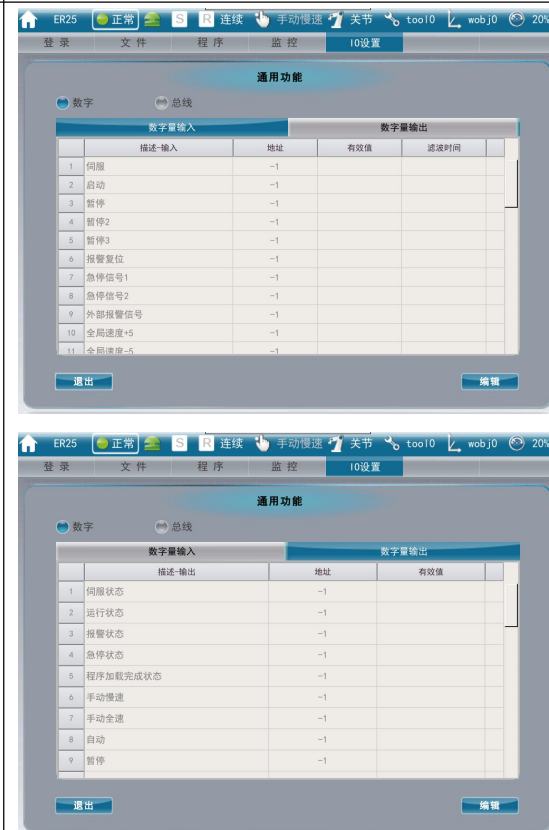 ER25 正常 S R 连续 手动慢速 关节 tool0 wobj0 20%
登录 文件 程序 监控 IO设置
通用功能
数字 总线
数字量输入 数字量输出
描述-输入 地址 有效值 滤波时间
1 伺服 -1
2 启动 -1
3 暂停 -1
4 暂停2 -1
5 暂停3 -1
6 报警复位 -1
7 急停信号1 -1
8 急停信号2 -1
9 外部报警信号 -1
10 全局速度+5 -1
11 全局速度-5 -1
退出 编辑
ER25 正常 S R 连续 手动慢速 关节 tool0 wobj0 20%
登录 文件 程序 监控 IO设置
通用功能
数字 总线
数字量输入 数字量输出
描述-输出 地址 有效值
1 伺服状态 -1
2 运行状态 -1
3 报警状态 -1
4 急停状态 -1
5 程序加载完成状态 -1
6 手动慢速 -1
7 手动全速 -1
8 自动 -1
9 暂停 -1
退出 编辑